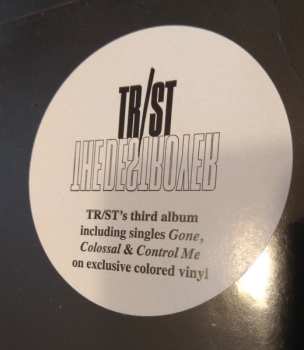 TR/ST
THE DESTROYER
TR/ST's third album
including singles Gone,
Colossal & Control Me
on exclusive colored vinyl